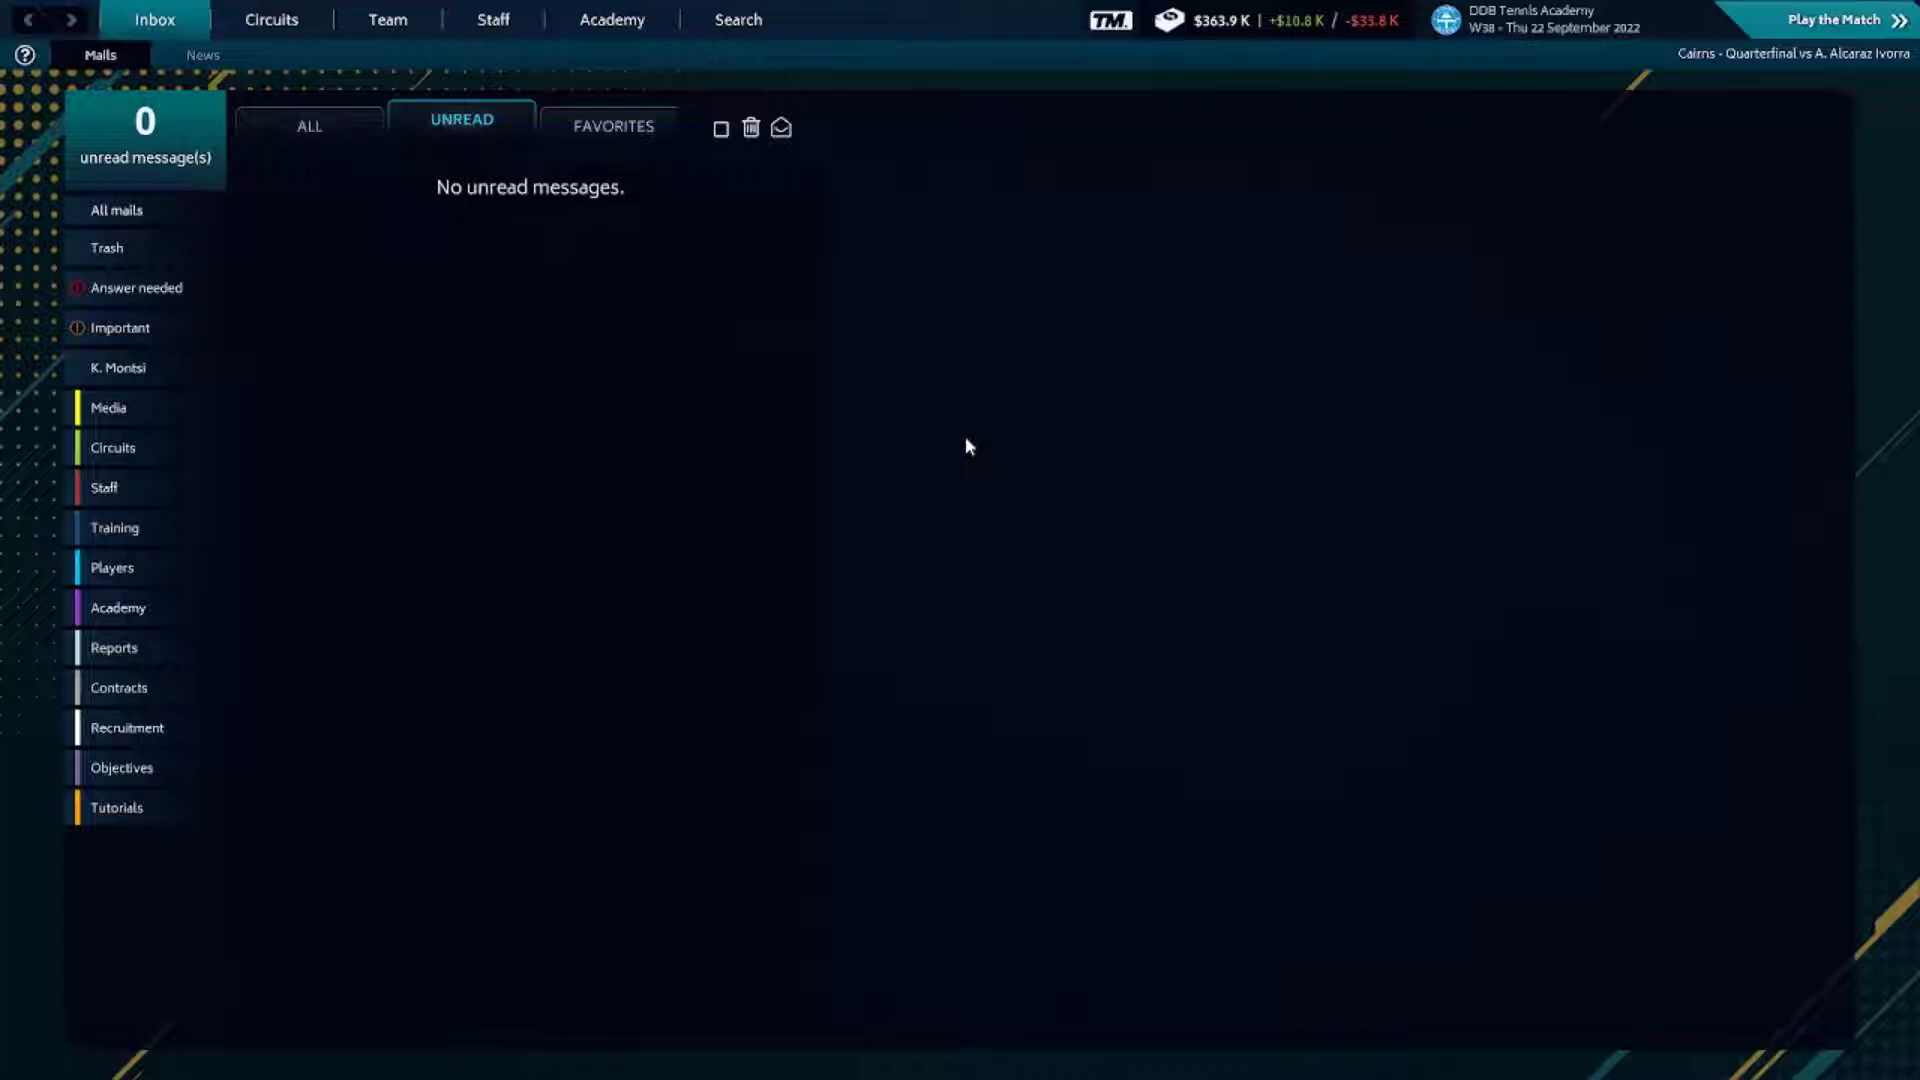 Inbox
Circuits
Team
Staff
Academy
Search
TM.
$363.9 K | +$10.8 K / -$33.8 K
DDB Tennis Academy
W38 - Thu 22 September 2022
Play the Match
Mails
News
Cairns - Quarterfinal vs A. Alcaraz Ivorra
0
unread message(s)
ALL
UNREAD
FAVORITES
No unread messages.
All mails
Trash
Answer needed
Important
K. Montsi
Media
Circuits
Staff
Training
Players
Academy
Reports
Contracts
Recruitment
Objectives
Tutorials